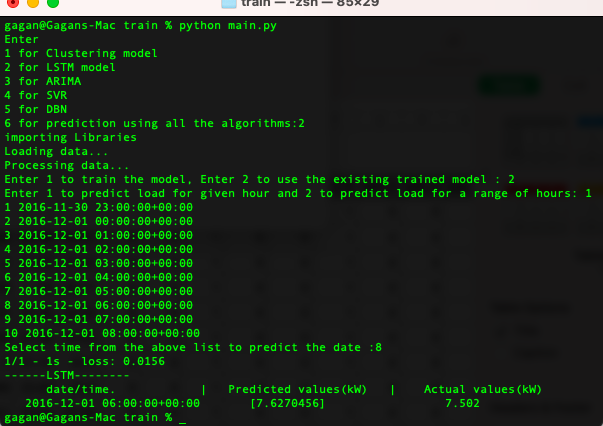 train — -zsh — 85×29
gagan@Gagans-Mac train % python main.py
Enter
1 for Clustering model
2 for LSTM model
3 for ARIMA
4 for SVR
5 for DBN
6 for prediction using all the algorithms:2
importing Libraries
Loading data...
Processing data...
Enter 1 to train the model, Enter 2 to use the existing trained model : 2
Enter 1 to predict load for given hour and 2 to predict load for a range of hours: 1
1 2016-11-30 23:00:00+00:00
2 2016-12-01 00:00:00+00:00
3 2016-12-01 01:00:00+00:00
4 2016-12-01 02:00:00+00:00
5 2016-12-01 03:00:00+00:00
6 2016-12-01 04:00:00+00:00
7 2016-12-01 05:00:00+00:00
8 2016-12-01 06:00:00+00:00
9 2016-12-01 07:00:00+00:00
10 2016-12-01 08:00:00+00:00
Select time from the above list to predict the date :8
1/1 - 1s - loss: 0.0156
------LSTM--------
date/time. | Predicted values(kW) | Actual values(kW)
2016-12-01 06:00:00+00:00 [7.6270456] 7.502
gagan@Gagans-Mac train % _